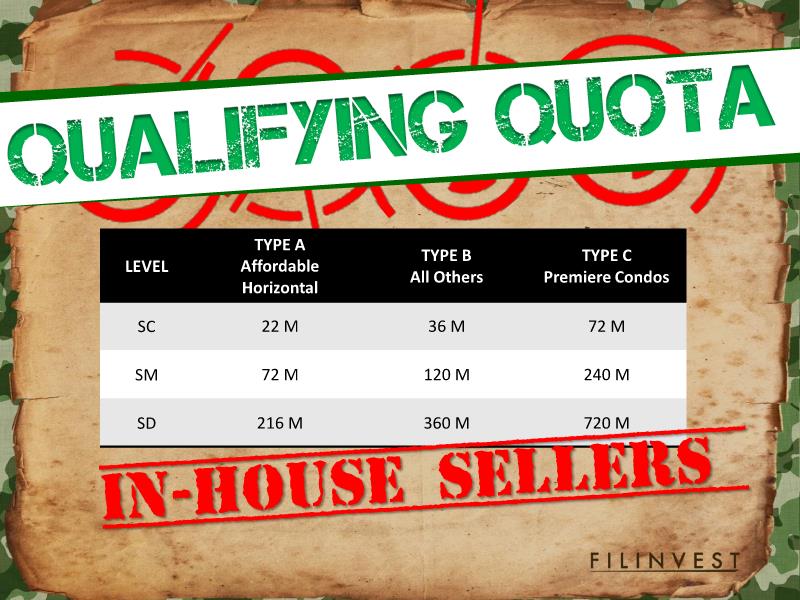 QUALIFYING QUOTA
LEVEL TYPE A Affordable Horizontal TYPE B All Others TYPE C Premiere Condos
SC 22 M 36 M 72 M
SM 72 M 120 M 240 M
SD 216 M 360 M 720 M
IN-HOUSE SELLERS
FILINVEST